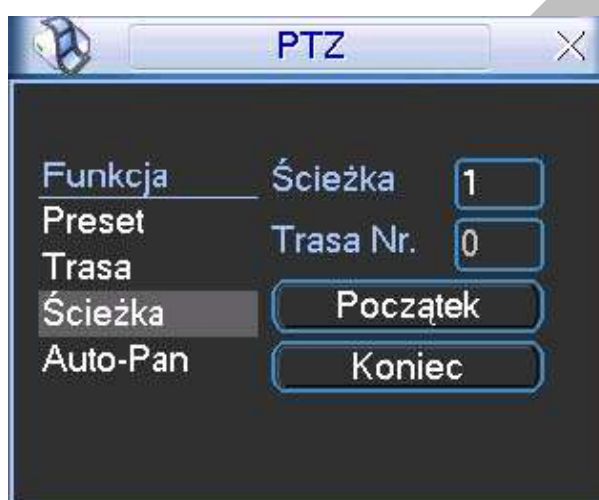 PTZ
Funkcja
Preset
Trasa
Ścieżka
Auto-Pan
Ścieżka 1
Trasa Nr. 0
Początek
Koniec